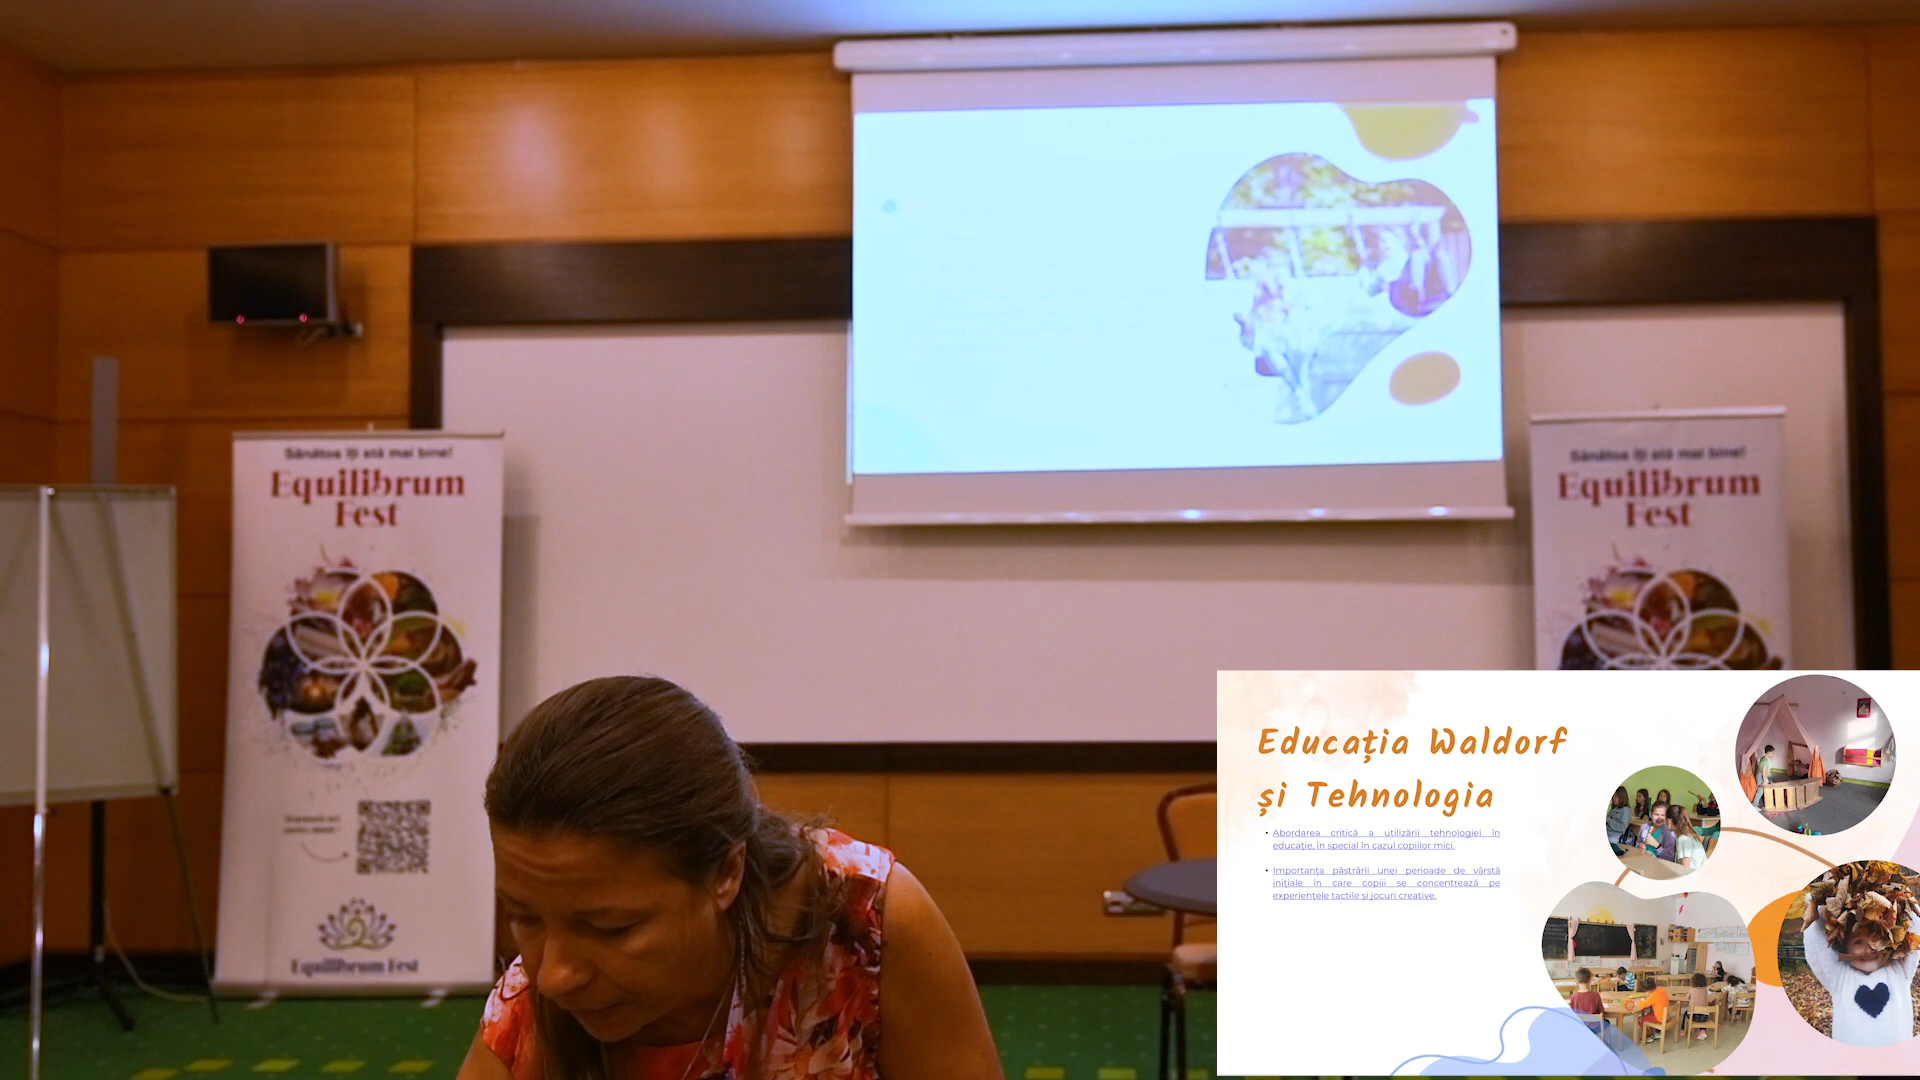 Sănătos îți stă mai bine!
Equilibrum
Fest
Equilibrum Fest
Sănătos îți stă mai bine!
Equilibrum
Fest
Educația Waldorf
și Tehnologia
• Abordarea critică a utilizării tehnologiei în
educație, în special în cazul copiilor mici.
• Importanța păstrării unei perioade de vârstă
inițiale în care copiii se concentrează pe
experiențele tactile și jocuri creative.